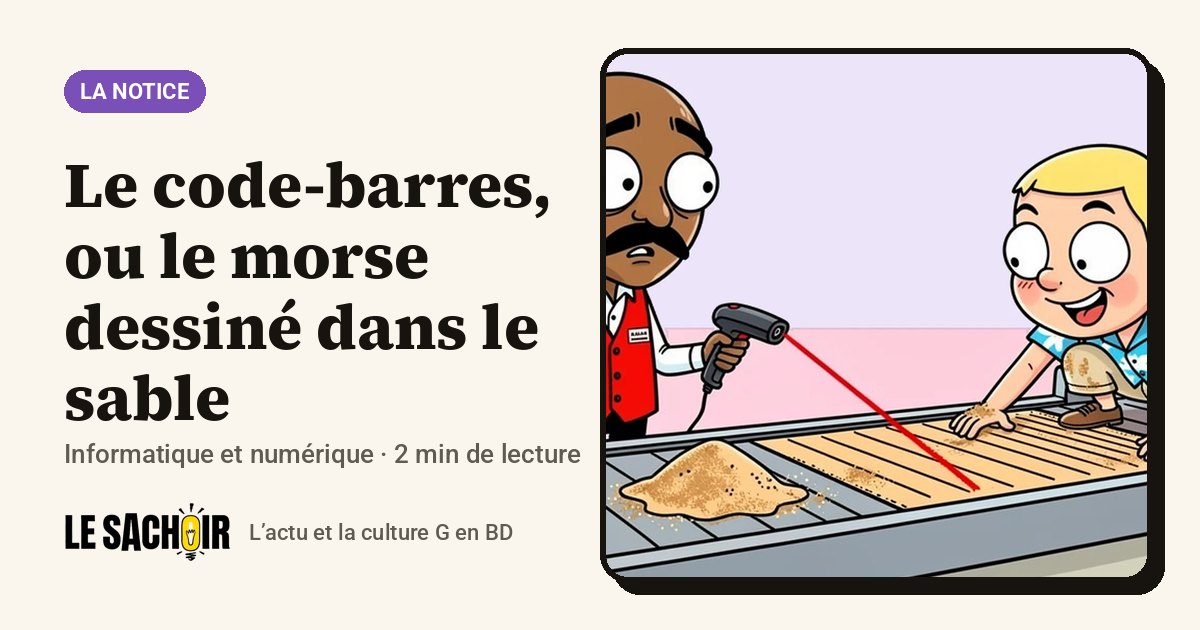 LA NOTICE
Le code-barres,
ou le morse
dessiné dans le
sable
Informatique et numérique · 2 min de lecture
LE SACHOIR
L’actu et la culture G en BD